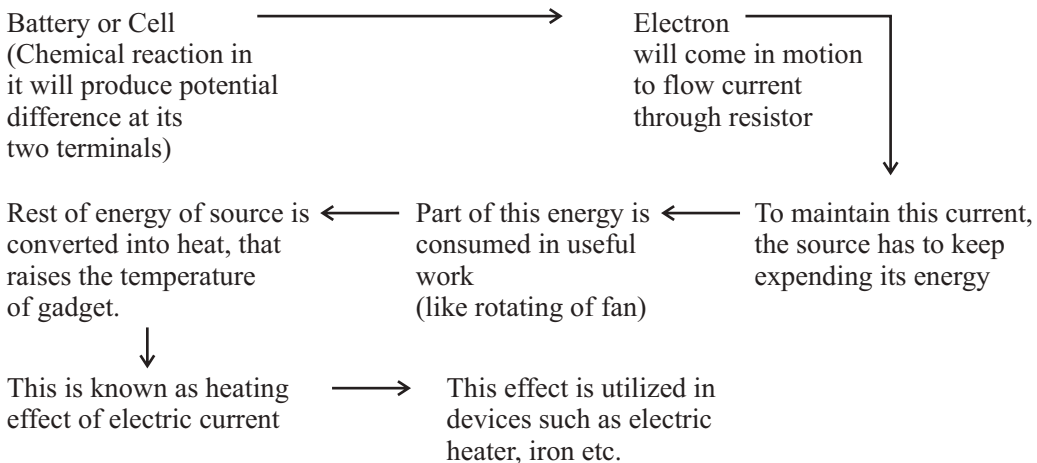 Battery or Cell
(Chemical reaction in
it will produce potential
difference at its
two terminals)
Electron
will come in motion
to flow current
through resistor
To maintain this current,
the source has to keep
expending its energy
Part of this energy is
consumed in useful
work
(like rotating of fan)
Rest of energy of source is
converted into heat, that
raises the temperature
of gadget.
This is known as heating
effect of electric current
This effect is utilized in
devices such as electric
heater, iron etc.